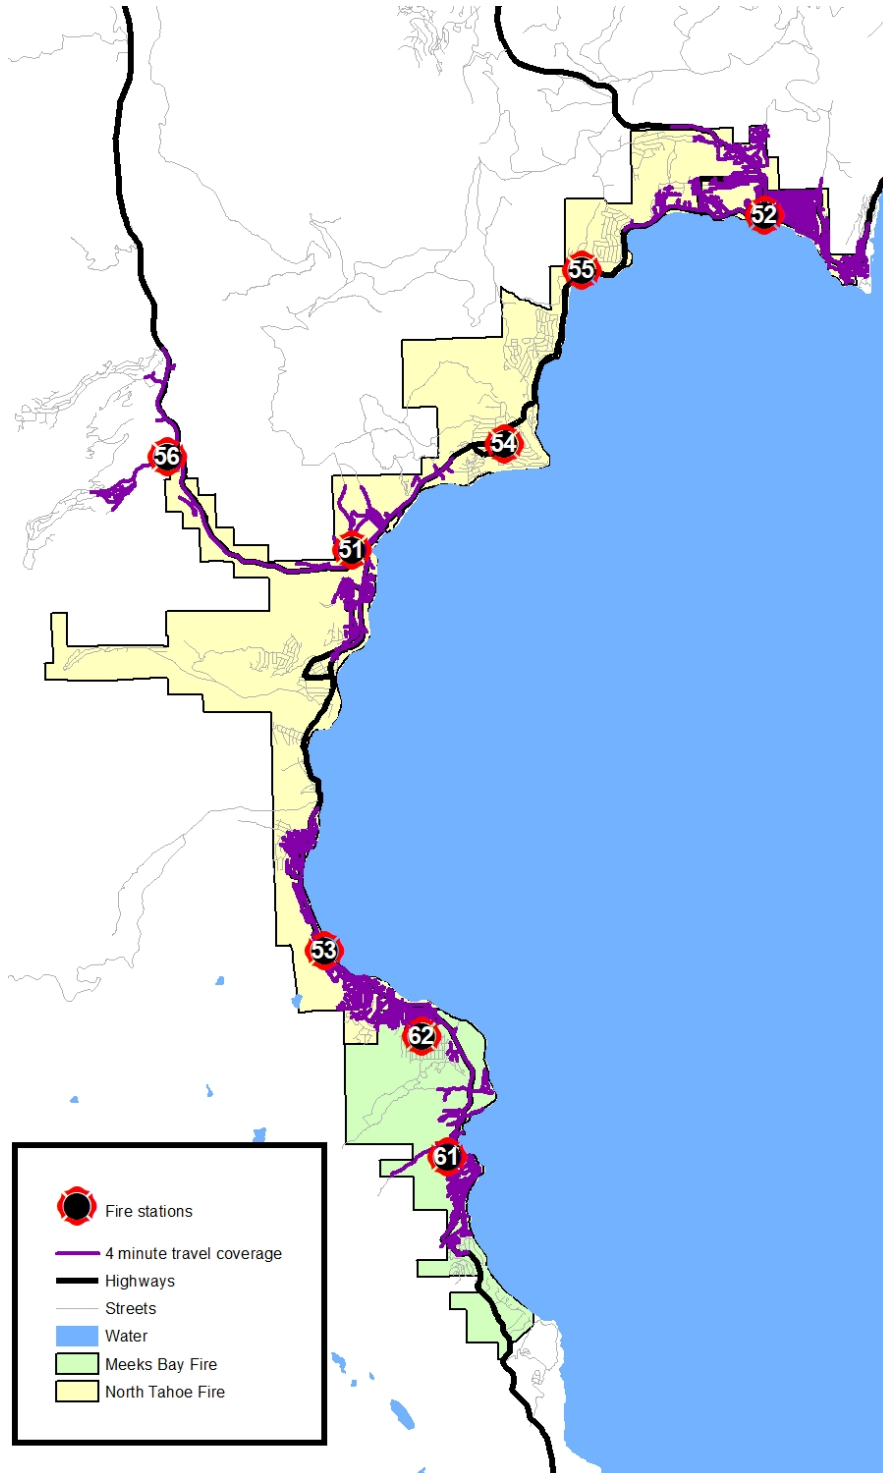 52
55
54
56
51
53
62
61
Fire stations
4 minute travel coverage
Highways
Streets
Water
Meeks Bay Fire
North Tahoe Fire